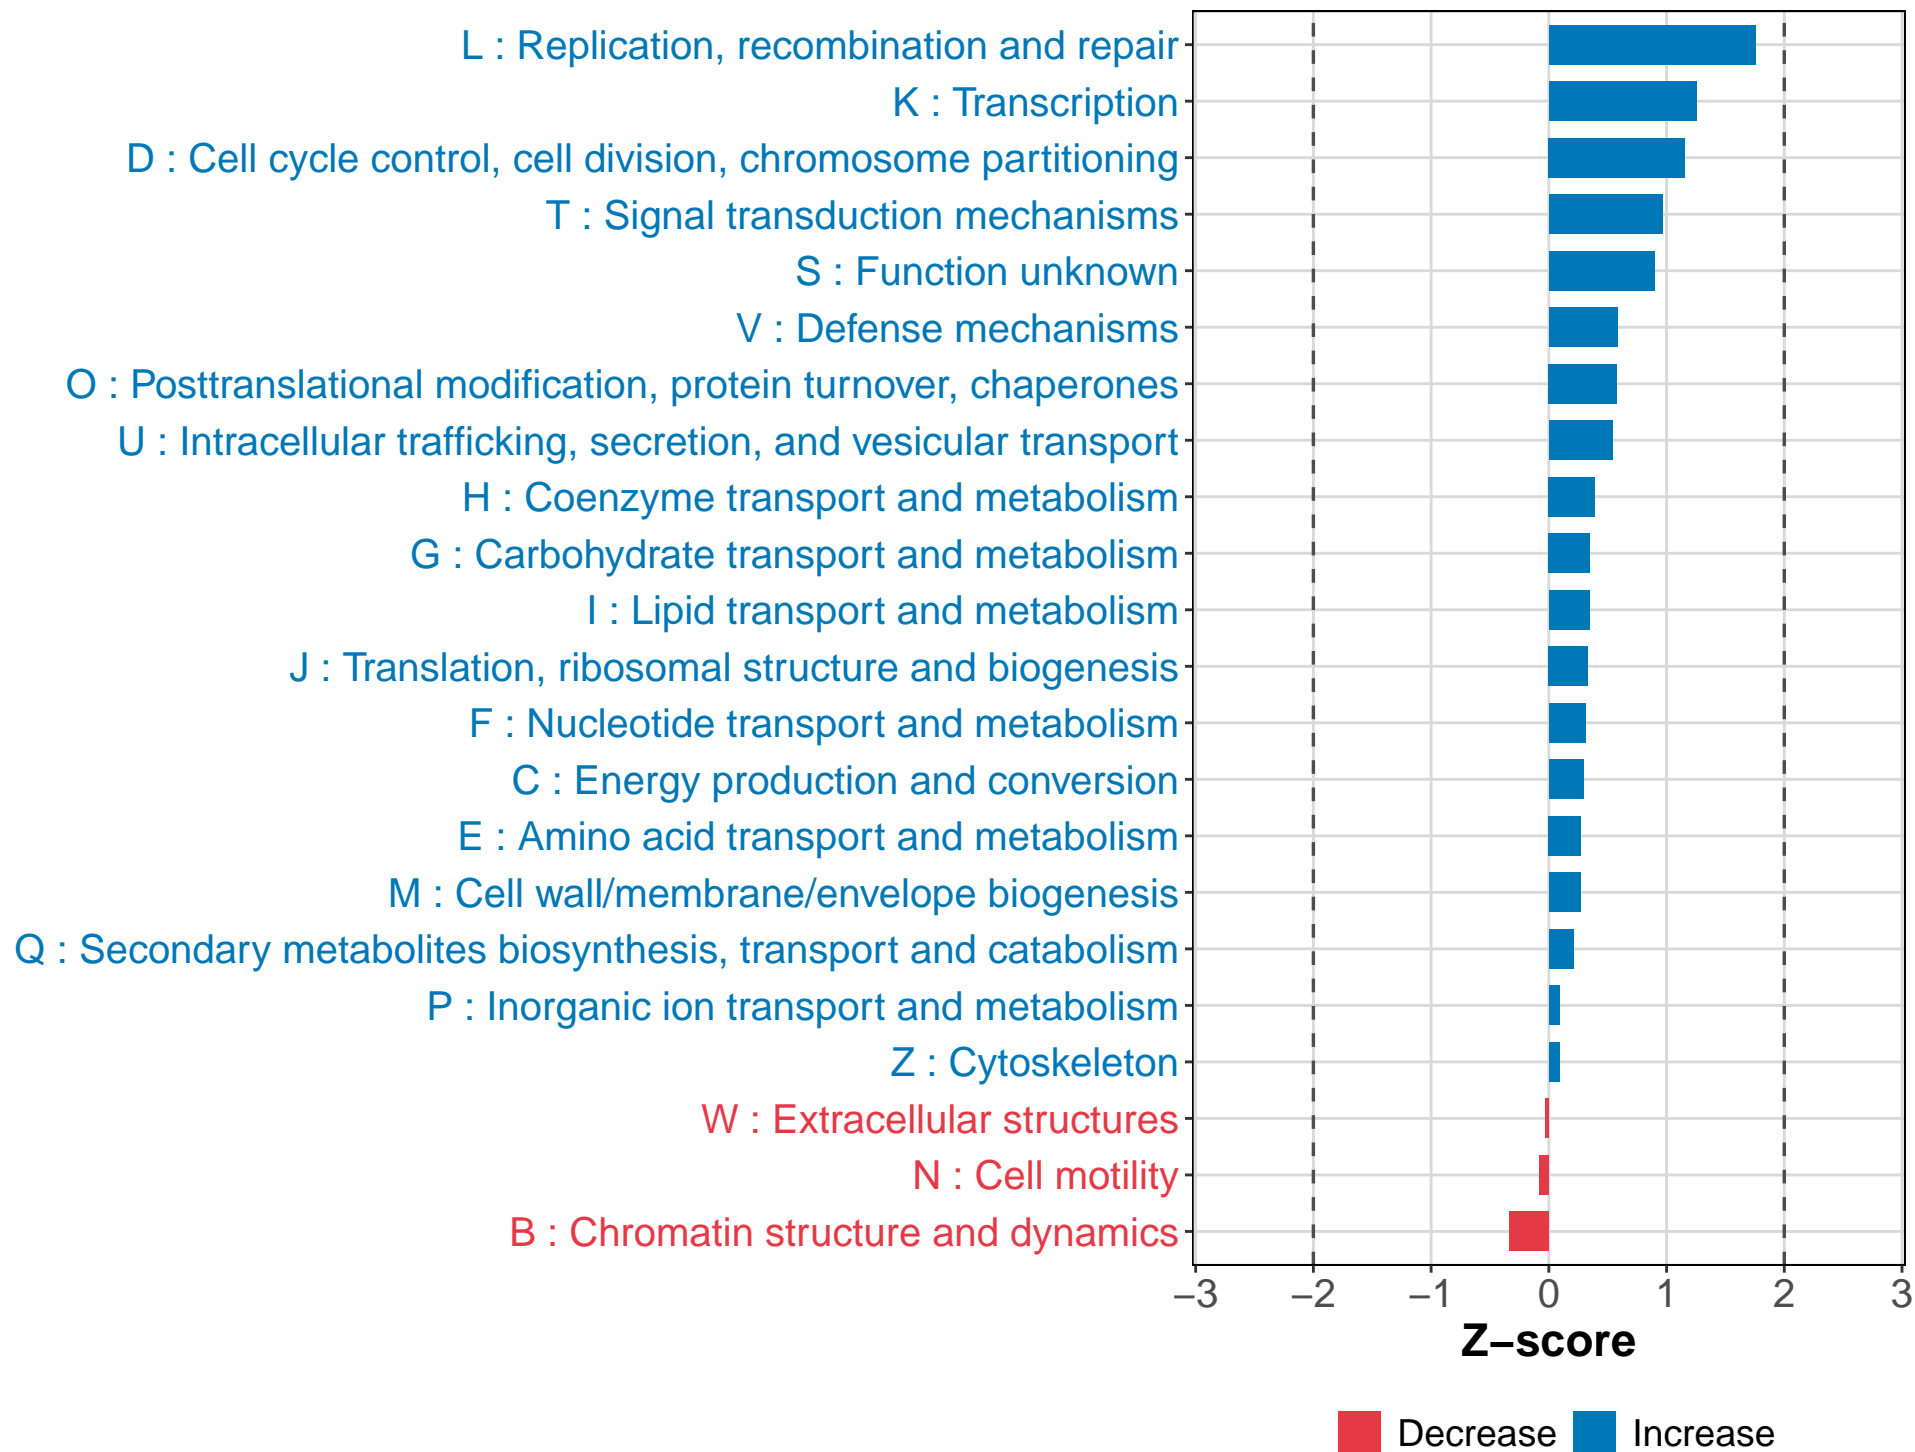 L : Replication, recombination and repair
K : Transcription
D : Cell cycle control, cell division, chromosome partitioning
T : Signal transduction mechanisms
S : Function unknown
V : Defense mechanisms
O : Posttranslational modification, protein turnover, chaperones
U : Intracellular trafficking, secretion, and vesicular transport
H : Coenzyme transport and metabolism
G : Carbohydrate transport and metabolism
I : Lipid transport and metabolism
J : Translation, ribosomal structure and biogenesis
F : Nucleotide transport and metabolism
C : Energy production and conversion
E : Amino acid transport and metabolism
M : Cell wall/membrane/envelope biogenesis
Q : Secondary metabolites biosynthesis, transport and catabolism
P : Inorganic ion transport and metabolism
Z : Cytoskeleton
W : Extracellular structures
N : Cell motility
B : Chromatin structure and dynamics
−3 −2 −1 0 1 2 3
Z−score
Decrease Increase